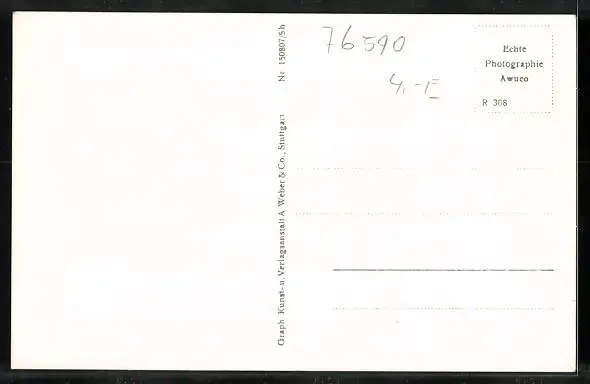 76590
4,-E
Echte
Photographie
Awuco
R 308
Graph Kunst-u. Verlagsanstalt A Weber & Co., Stuttgart Nr 150807/5h